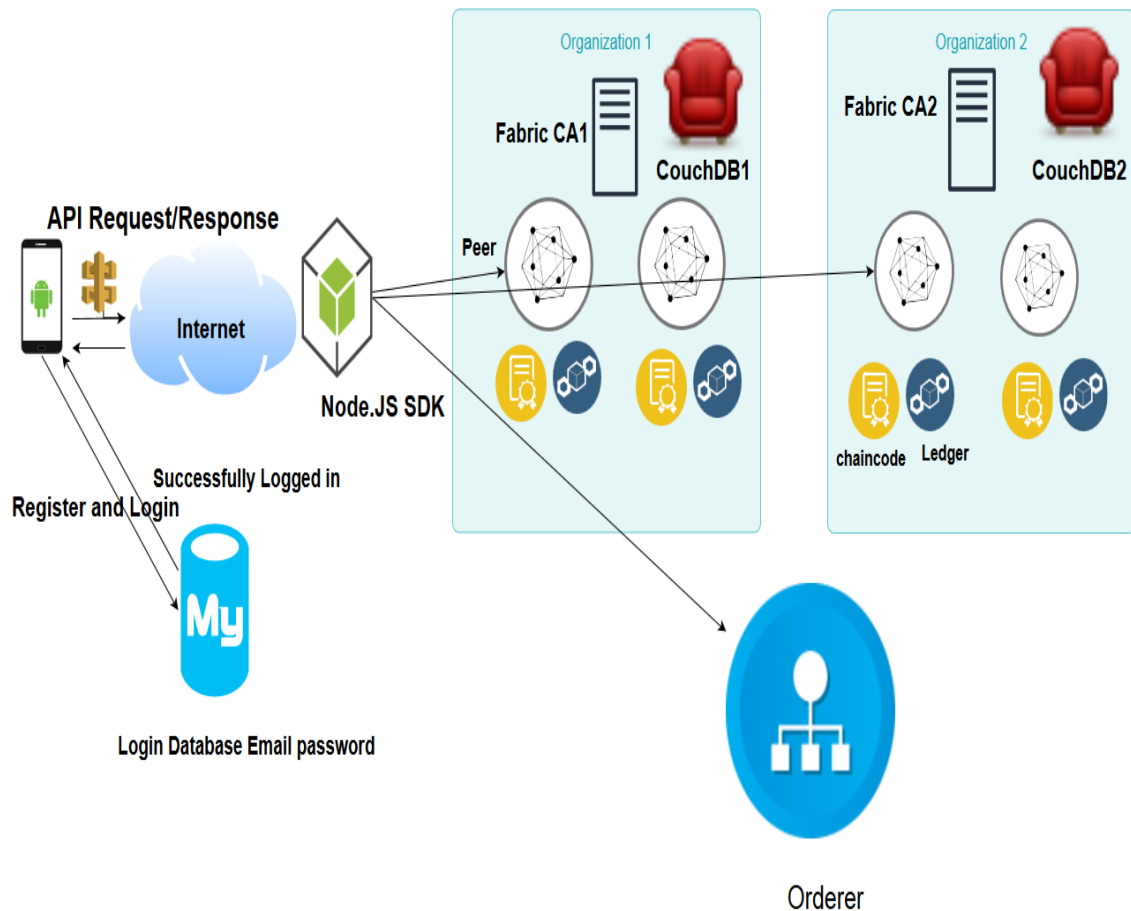 Organization 1
Organization 2
Fabric CA1
Fabric CA2
CouchDB1
CouchDB2
API Request/Response
Peer
Internet
Node.JS SDK
chaincode
Ledger
Successfully Logged in
Register and Login
My
Login Database Email password
Orderer